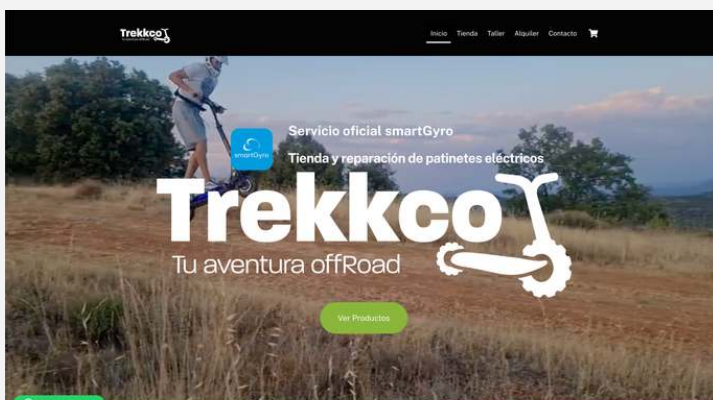 Trekkco
Inicio Tienda Taller Alquiler Contacto
Servicio oficial smartGyro
smartGyro
Tienda y reparación de patinetes eléctricos
Trekkco
Tu aventura offRoad
Ver Productos